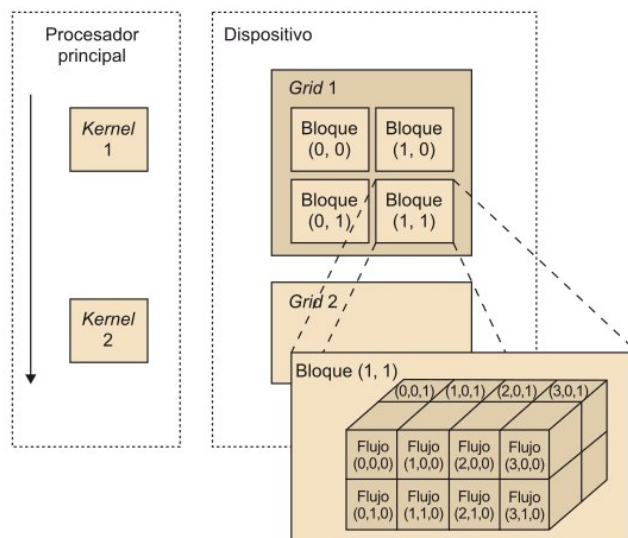 Procesador
principal
Dispositivo
Kernel
1
Kernel
2
Grid 1
Bloque
(0, 0)
Bloque
(1, 0)
Bloque
(0, 1)
Bloque
(1, 1)
Grid 2
Bloque (1, 1)
(0,0,1)
(1,0,1)
(2,0,1)
(3,0,1)
Flujo
(0,0,0)
Flujo
(1,0,0)
Flujo
(2,0,0)
Flujo
(3,0,0)
Flujo
(0,1,0)
Flujo
(1,1,0)
Flujo
(2,1,0)
Flujo
(3,1,0)